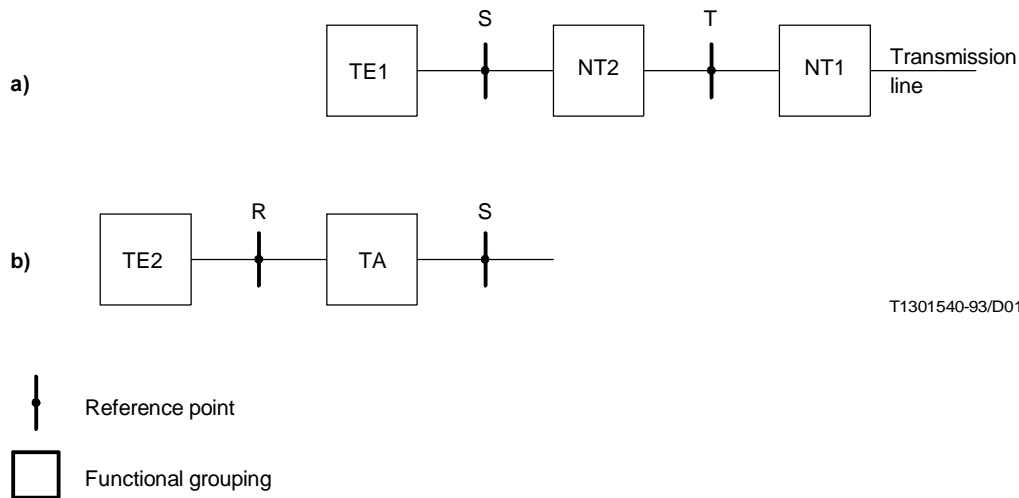 S T
a) TE1 NT2 NT1 Transmission
line
R S
b) TE2 TA
T1301540-93/D01
Reference point
Functional grouping